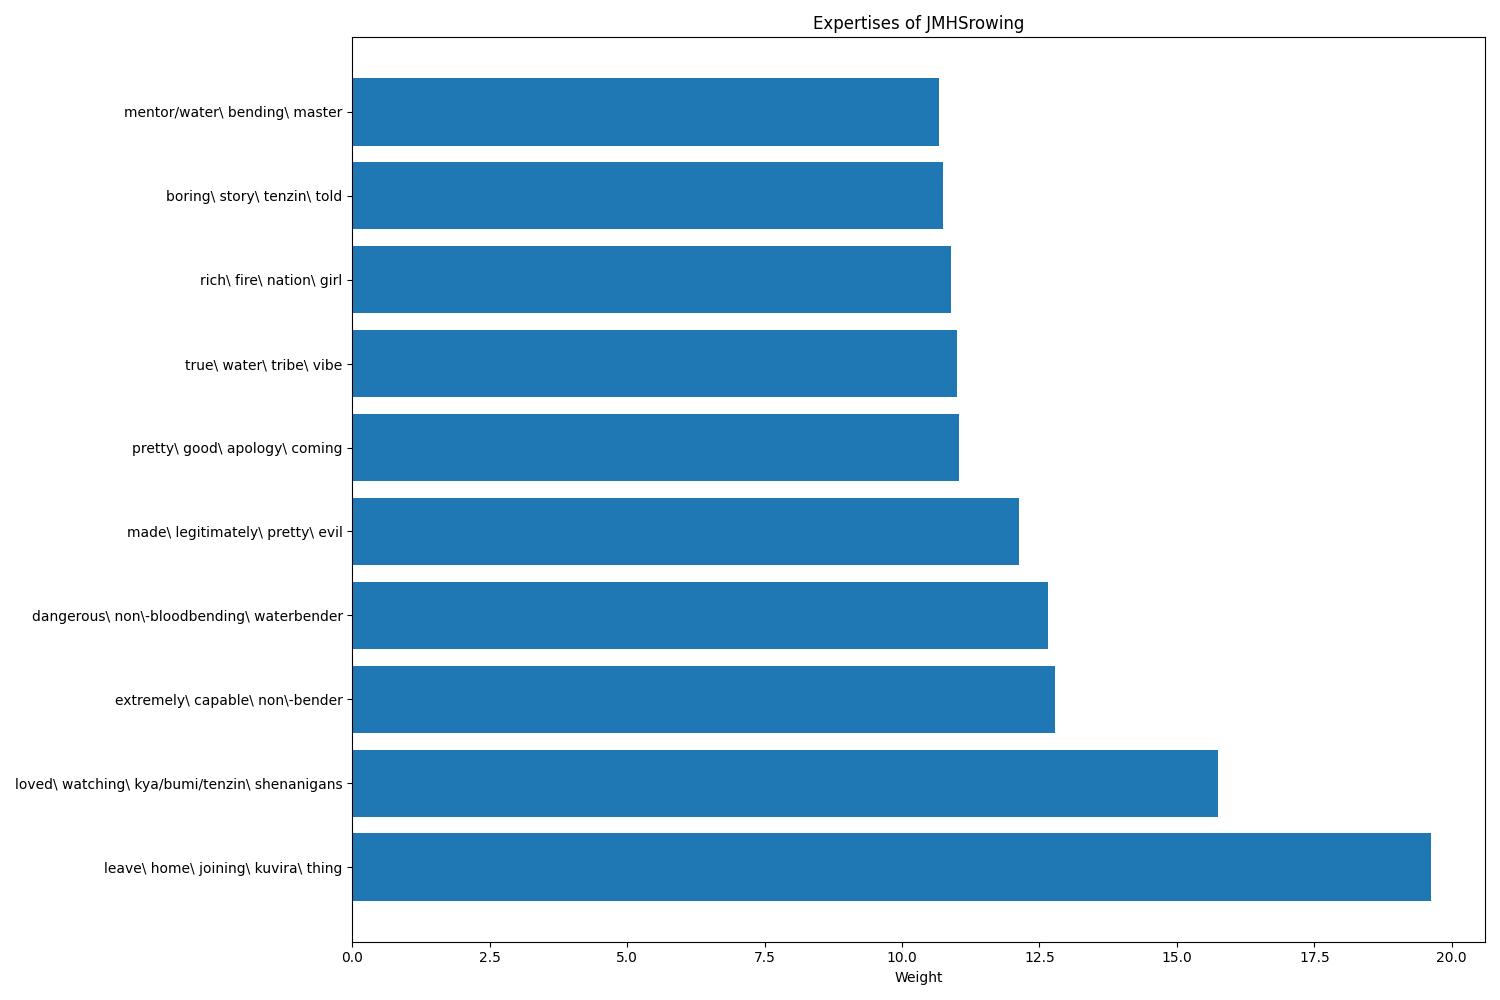 Expertises of JMHSrowing
mentor/water\ bending\ master
boring\ story\ tenzin\ told
rich\ fire\ nation\ girl
true\ water\ tribe\ vibe
pretty\ good\ apology\ coming
made\ legitimately\ pretty\ evil
dangerous\ non\-bloodbending\ waterbender
extremely\ capable\ non\-bender
loved\ watching\ kya/bumi/tenzin\ shenanigans
leave\ home\ joining\ kuvira\ thing
0.0 2.5 5.0 7.5 10.0 12.5 15.0 17.5 20.0
Weight